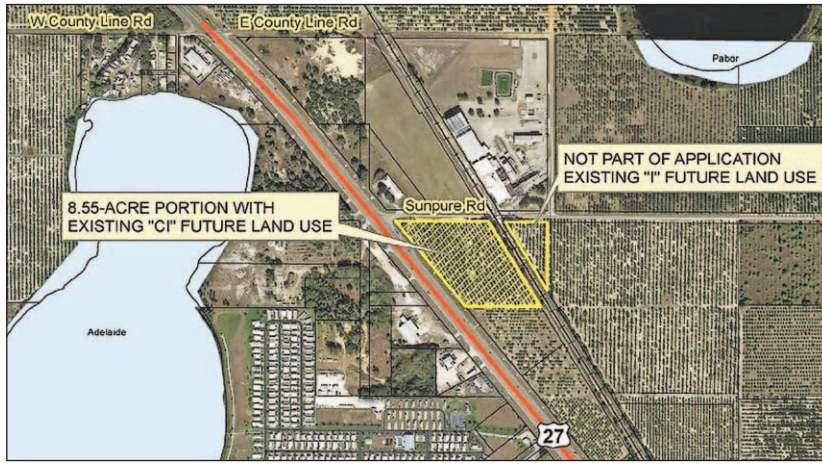 W County Line Rd
E County Line Rd
Pabor
NOT PART OF APPLICATION
EXISTING "I" FUTURE LAND USE
8.55-ACRE PORTION WITH
EXISTING "CI" FUTURE LAND USE
Sunpure Rd
Adelaide
27